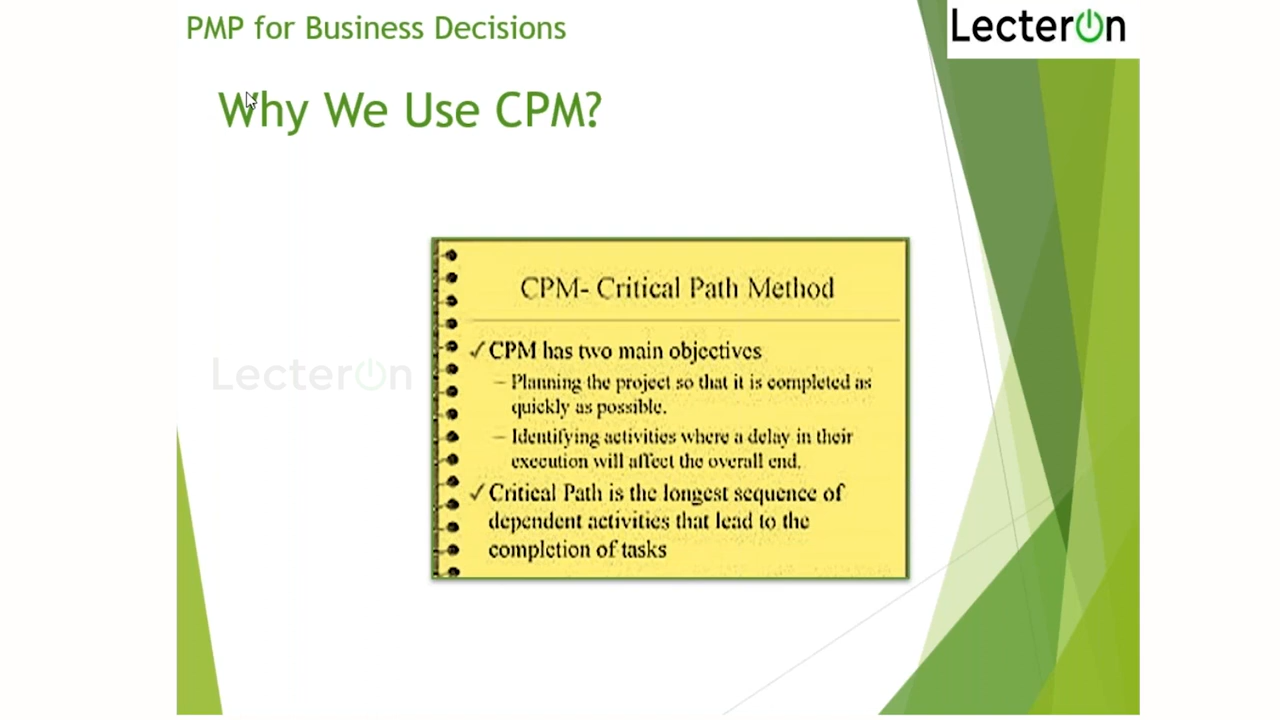 PMP for Business Decisions
Lecteron
Why We Use CPM?
CPM- Critical Path Method
✓CPM has two main objectives
– Planning the project so that it is completed as
quickly as possible.
– Identifying activities where a delay in their
execution will affect the overall end.
✓Critical Path is the longest sequence of
dependent activities that lead to the
completion of tasks
Lecteron